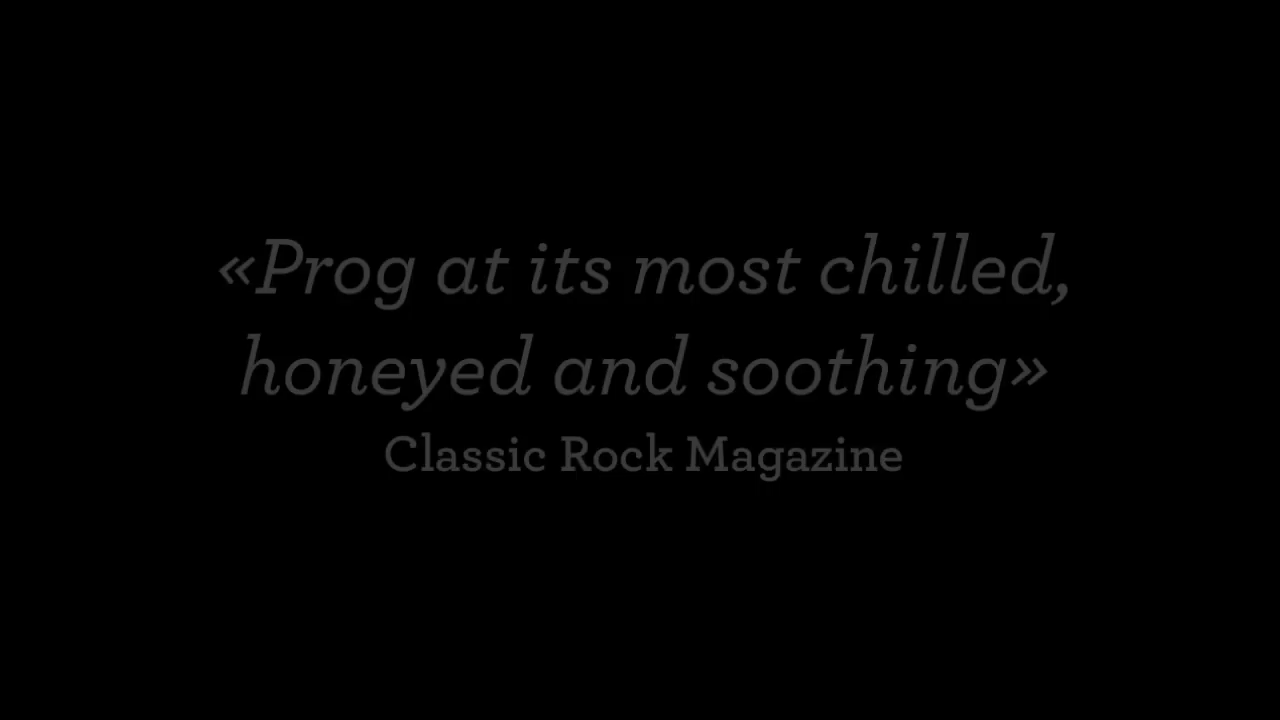 «Prog at its most chilled,
honeyed and soothing»
Classic Rock Magazine